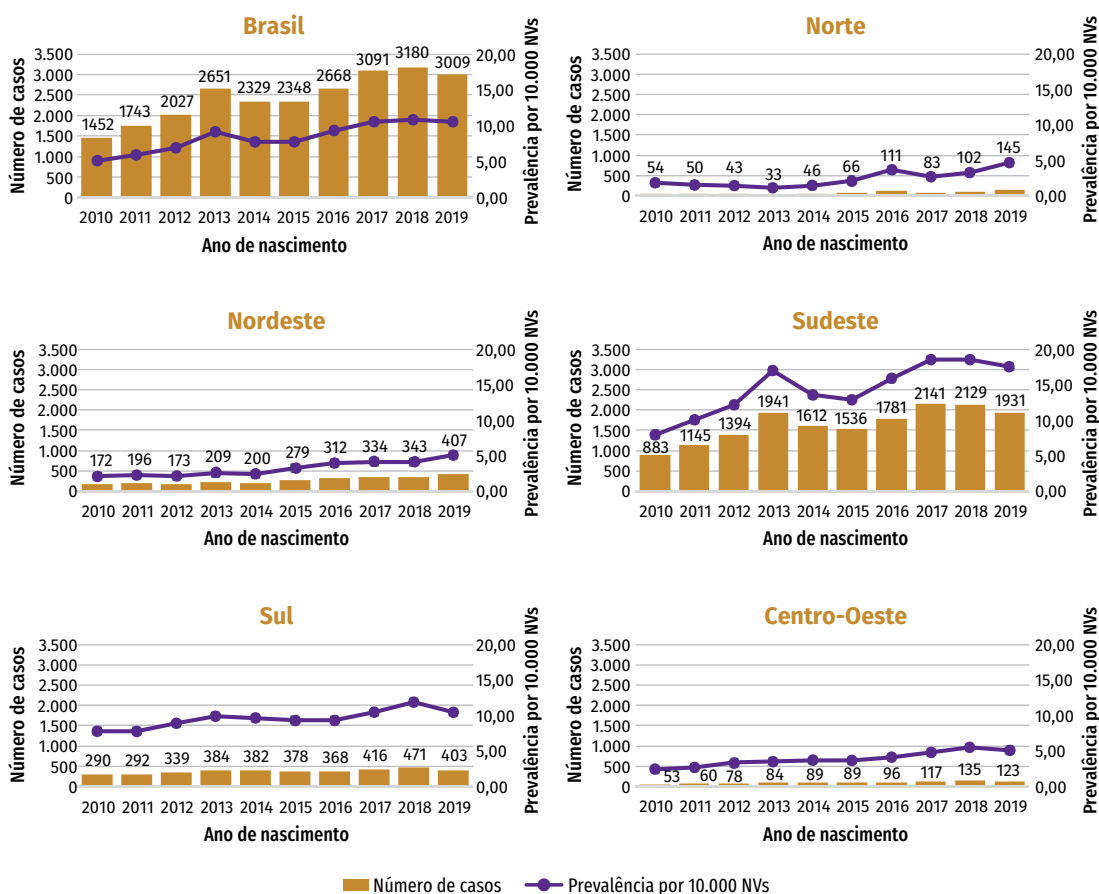 Brasil
Número de casos
3.500
3.000
2.500
2.000
1.500
1.000
500
0
1452 1743 2027 2651 2329 2348 2668 3091 3180 3009
20,00
15,00
10,00
5,00
0,00
Prevalência por 10.000 NVs
2010 2011 2012 2013 2014 2015 2016 2017 2018 2019
Ano de nascimento
Norte
Número de casos
3.500
3.000
2.500
2.000
1.500
1.000
500
0
54 50 43 33 46 66 111 83 102 145
20,00
15,00
10,00
5,00
0,00
Prevalência por 10.000 NVs
2010 2011 2012 2013 2014 2015 2016 2017 2018 2019
Ano de nascimento
Nordeste
Número de casos
3.500
3.000
2.500
2.000
1.500
1.000
500
0
172 196 173 209 200 279 312 334 343 407
20,00
15,00
10,00
5,00
0,00
Prevalência por 10.000 NVs
2010 2011 2012 2013 2014 2015 2016 2017 2018 2019
Ano de nascimento
Sudeste
Número de casos
3.500
3.000
2.500
2.000
1.500
1.000
500
0
883 1145 1394 1941 1612 1536 1781 2141 2129 1931
20,00
15,00
10,00
5,00
0,00
Prevalência por 10.000 NVs
2010 2011 2012 2013 2014 2015 2016 2017 2018 2019
Ano de nascimento
Sul
Número de casos
3.500
3.000
2.500
2.000
1.500
1.000
500
0
290 292 339 384 382 378 368 416 471 403
20,00
15,00
10,00
5,00
0,00
Prevalência por 10.000 NVs
2010 2011 2012 2013 2014 2015 2016 2017 2018 2019
Ano de nascimento
Centro-Oeste
Número de casos
3.500
3.000
2.500
2.000
1.500
1.000
500
0
53 60 78 84 89 89 96 117 135 123
20,00
15,00
10,00
5,00
0,00
Prevalência por 10.000 NVs
2010 2011 2012 2013 2014 2015 2016 2017 2018 2019
Ano de nascimento
Número de casos Prevalência por 10.000 NVs